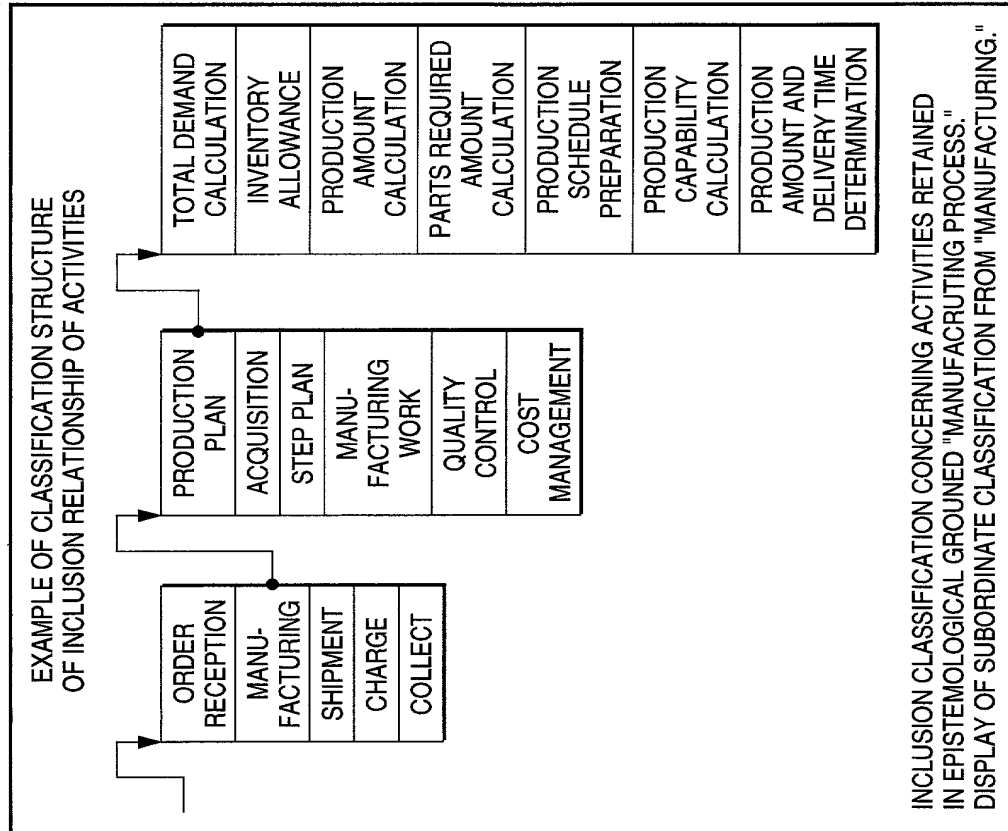 EXAMPLE OF CLASSIFICATION STRUCTURE
OF INCLUSION RELATIONSHIP OF ACTIVITIES
ORDER
RECEPTION
MANU-
FACTURING
SHIPMENT
CHARGE
COLLECT
PRODUCTION
PLAN
ACQUISITION
STEP PLAN
MANU-
FACTURING
WORK
QUALITY
CONTROL
COST
MANAGEMENT
TOTAL DEMAND
CALCULATION
INVENTORY
ALLOWANCE
PRODUCTION
AMOUNT
CALCULATION
PARTS REQUIRED
AMOUNT
CALCULATION
PRODUCTION
SCHEDULE
PREPARATION
PRODUCTION
CAPABILITY
CALCULATION
PRODUCTION
AMOUNT AND
DELIVERY TIME
DETERMINATION
INCLUSION CLASSIFICATION CONCERNING ACTIVITIES RETAINED
IN EPISTEMOLOGICAL GROUNED "MANUFACRUTING PROCESS."
DISPLAY OF SUBORDINATE CLASSIFICATION FROM "MANUFACTURING."